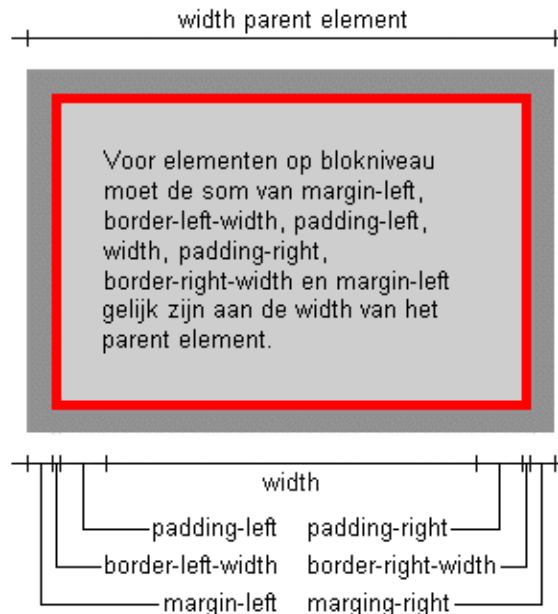 width parent element
Voor elementen op blokniveau
moet de som van margin-left,
border-left-width, padding-left,
width, padding-right,
border-right-width en margin-left
gelijk zijn aan de width van het
parent element.
width
padding-left padding-right
border-left-width border-right-width
margin-left marging-right